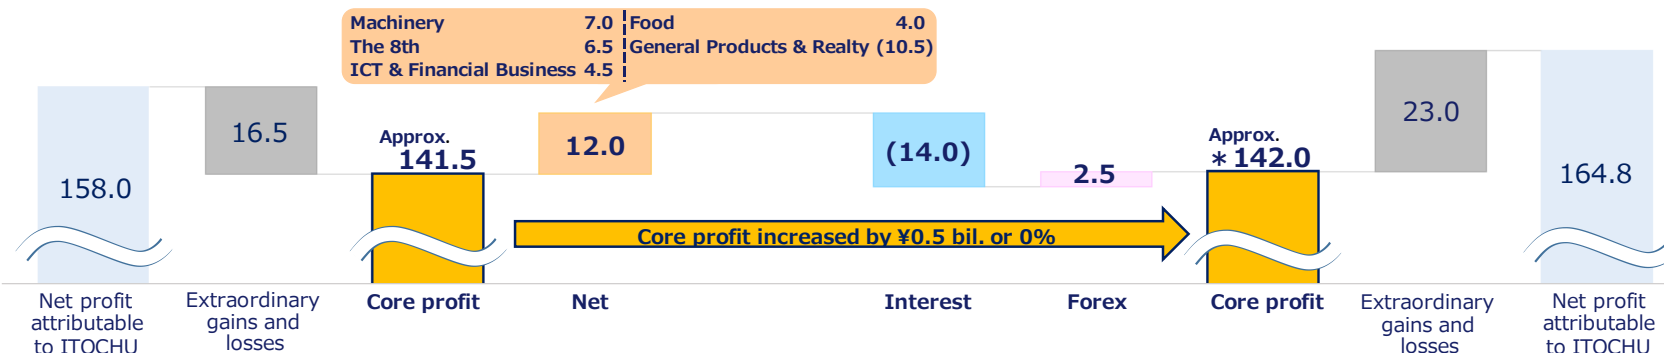 Machinery 7.0 Food 4.0
The 8th 6.5 General Products & Realty (10.5)
ICT & Financial Business 4.5
158.0
16.5
Approx.
141.5
12.0
(14.0)
2.5
Approx.
*142.0
23.0
164.8
Core profit increased by ¥0.5 bil. or 0%
Net profit
attributable
to ITOCHU
Extraordinary
gains and
losses
Core profit
Net
Interest
Forex
Core profit
Extraordinary
gains and
losses
Net profit
attributable
to ITOCHU